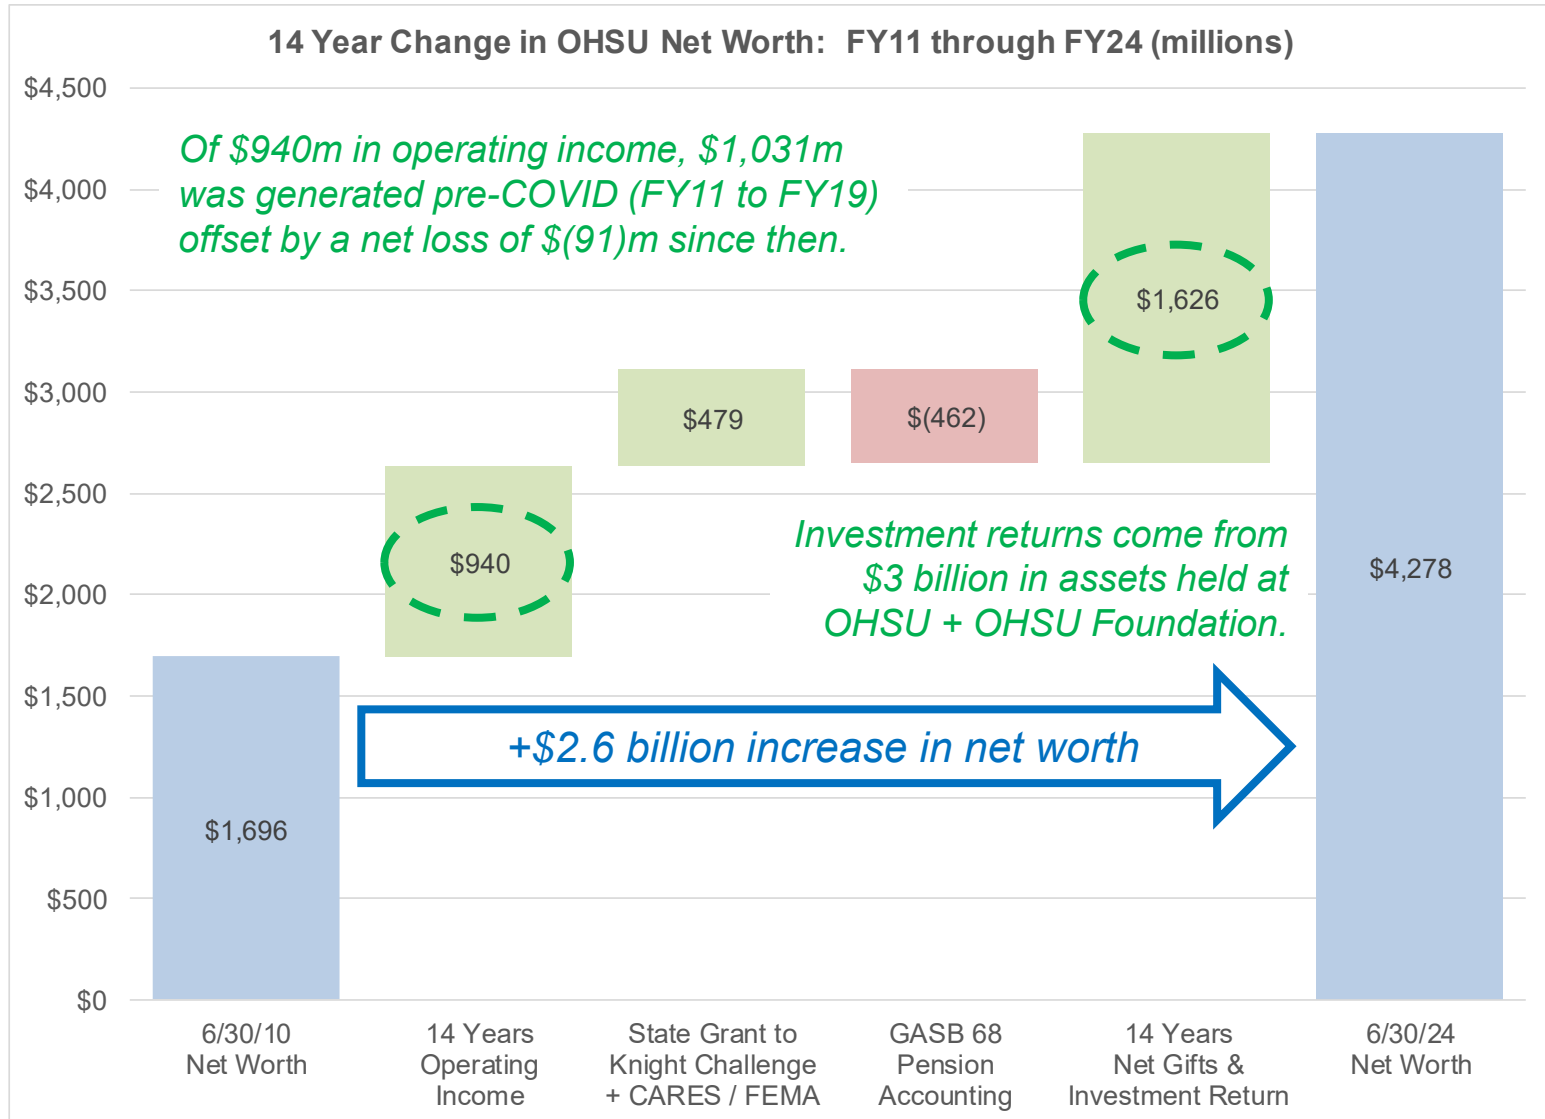 14 Year Change in OHSU Net Worth: FY11 through FY24 (millions)
$4,500
$4,000
$3,500
$3,000
$2,500
$2,000
$1,500
$1,000
$500
$0
Of $940m in operating income, $1,031m
was generated pre-COVID (FY11 to FY19)
offset by a net loss of $(91)m since then.
$1,626
$479
$(462)
$940
Investment returns come from
$3 billion in assets held at
OHSU + OHSU Foundation.
$4,278
+$2.6 billion increase in net worth
$1,696
6/30/10
Net Worth
14 Years
Operating
Income
State Grant to
Knight Challenge
+ CARES / FEMA
GASB 68
Pension
Accounting
14 Years
Net Gifts &
Investment Return
6/30/24
Net Worth